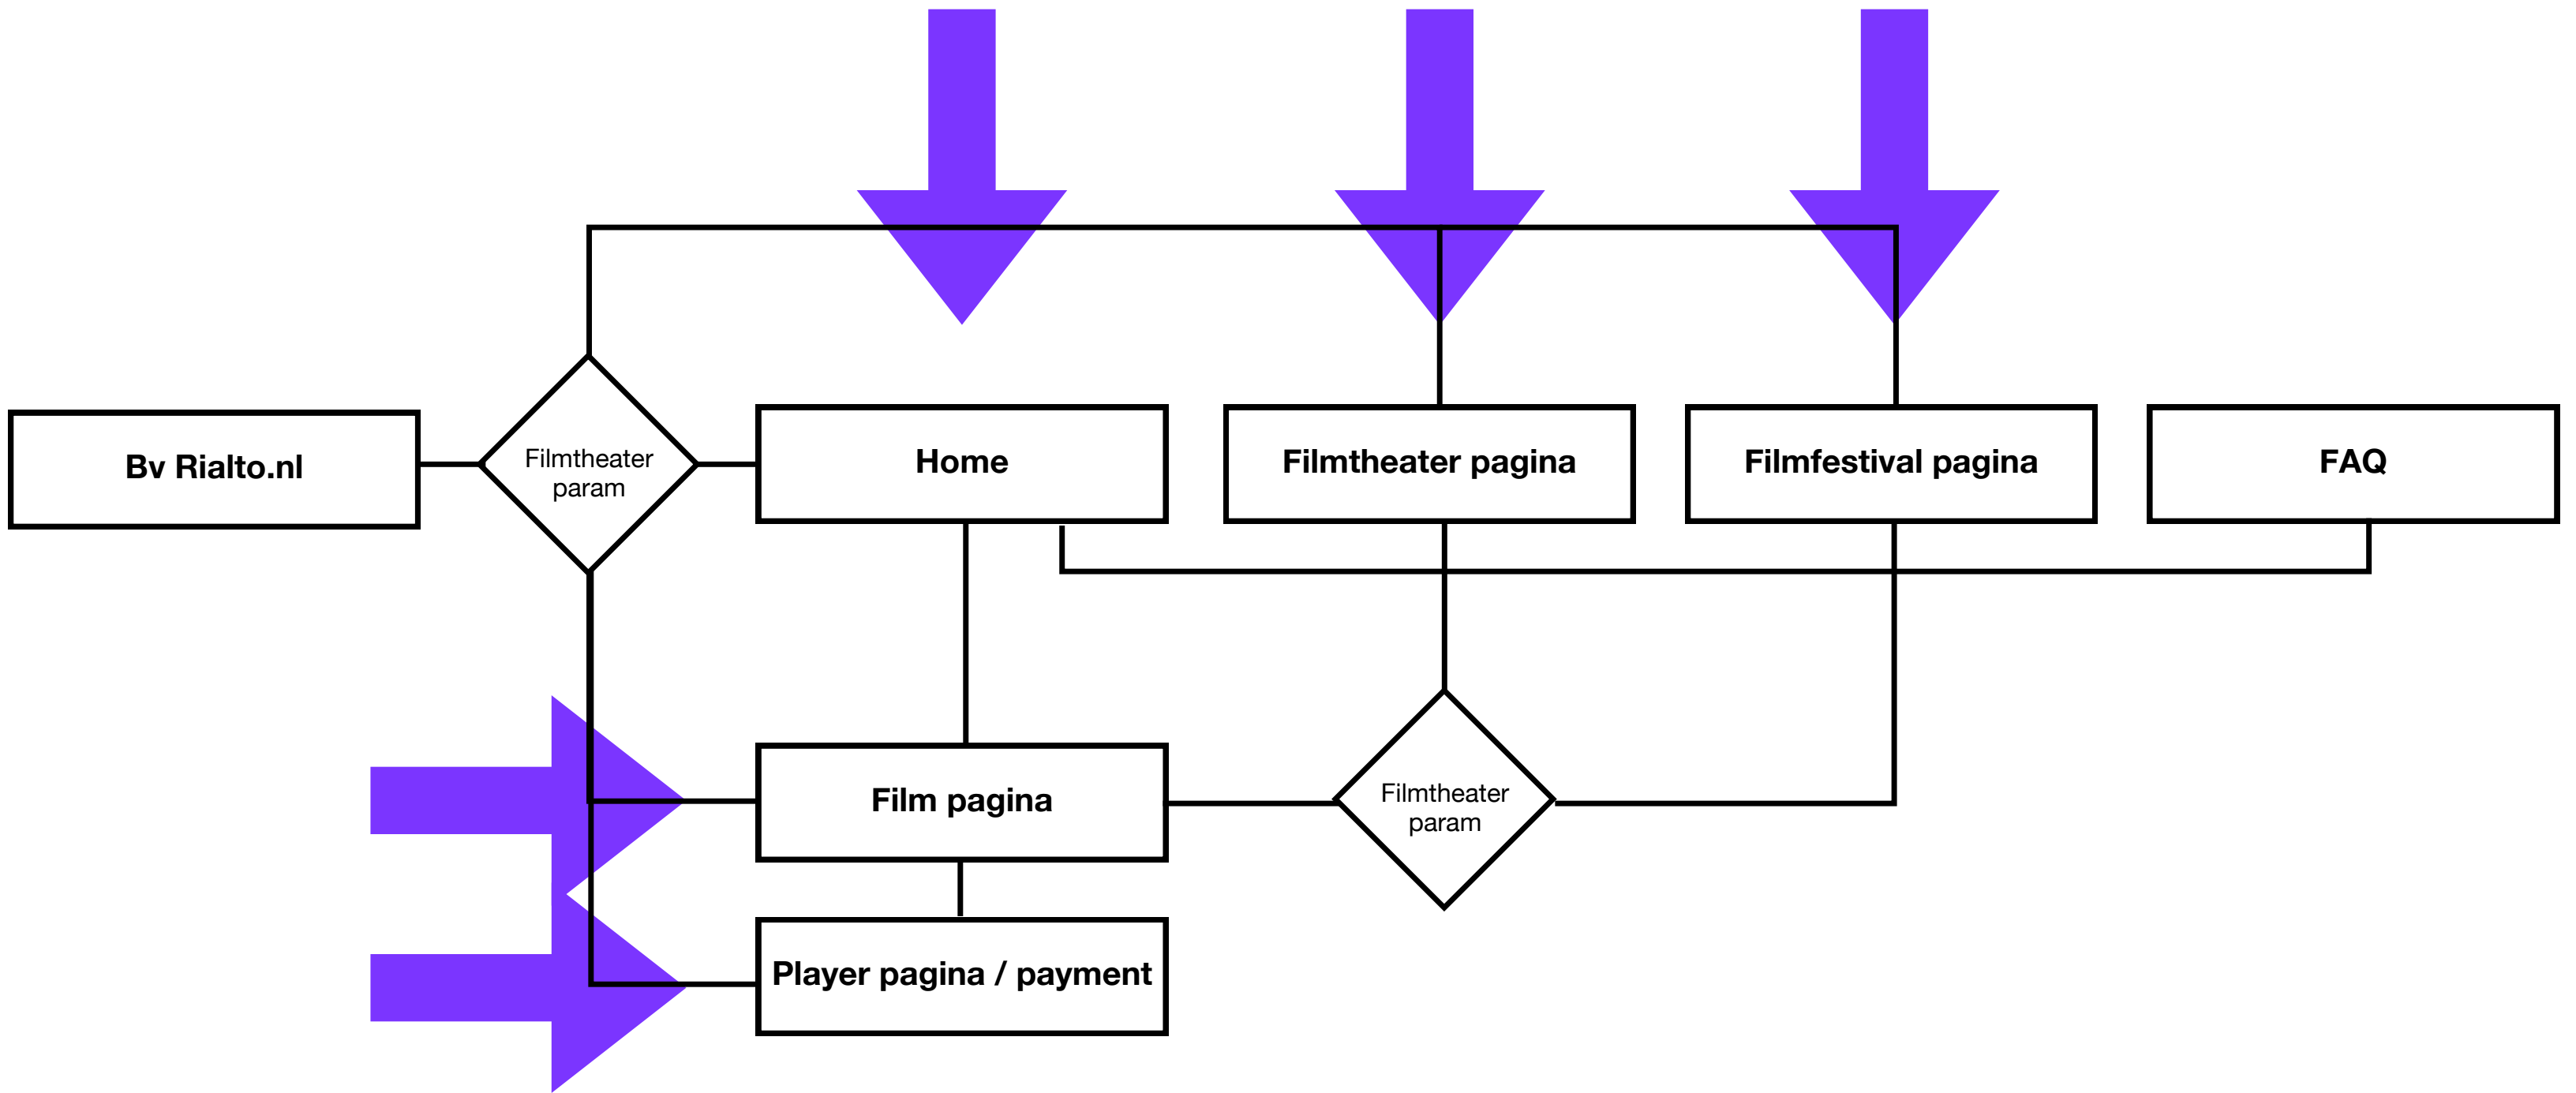 Bv Rialto.nl
Filmtheater
param
Home
Filmtheater pagina
Filmfestival pagina
FAQ
Film pagina
Filmtheater
param
Player pagina / payment